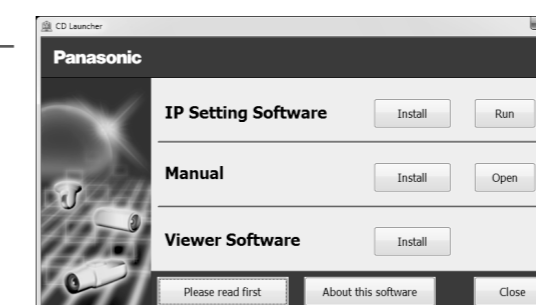 CD Launcher
Panasonic
IP Setting Software Install Run
Manual Install Open
Viewer Software Install
Please read first About this software Close